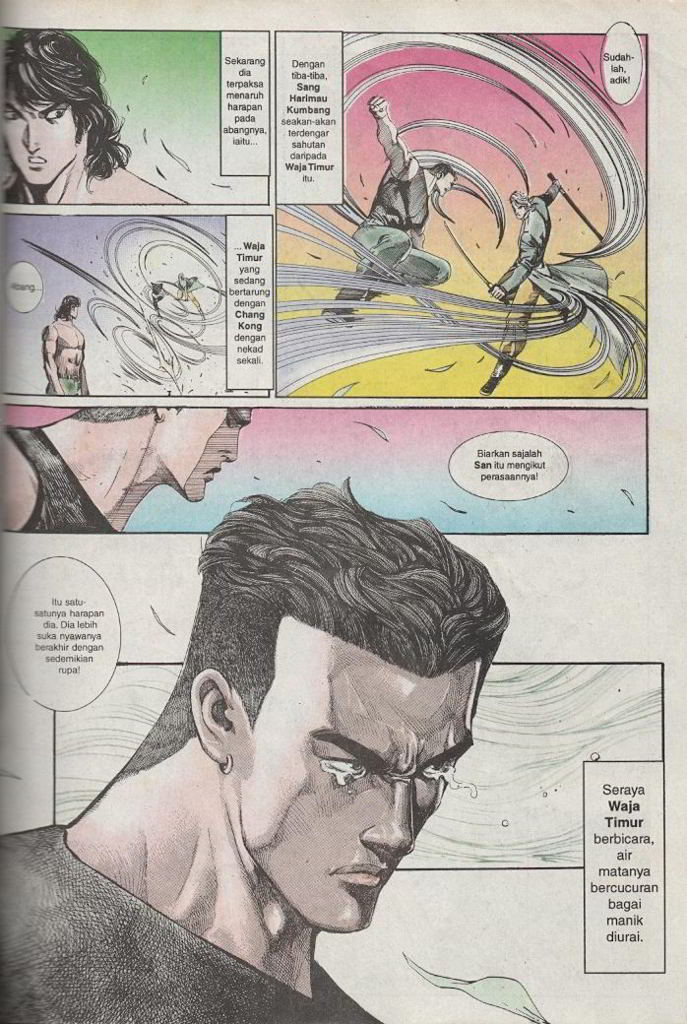 Sekarang
dia
terpaksa
menaruh
harapan
pada
abangnya,
iaitu...
Dengan
tiba-tiba,
Sang
Harimau
Kumbang
seakan-akan
terdengar
sahutan
daripada
Waja Timur
itu.
Sudah-
lah,
adik!
Abang...
... Waja
Timur
yang
sedang
bertarung
dengan
Chang
Kong
dengan
nekad
sekali.
Biarkan sajalah
San itu mengikut
perasaannya!
Itu satu-
satunya harapan
dia. Dia lebih
suka nyawanya
berakhir dengan
sedemikian
rupa!
Seraya
Waja
Timur
berbicara,
air
matanya
bercucuran
bagai
manik
diurai.